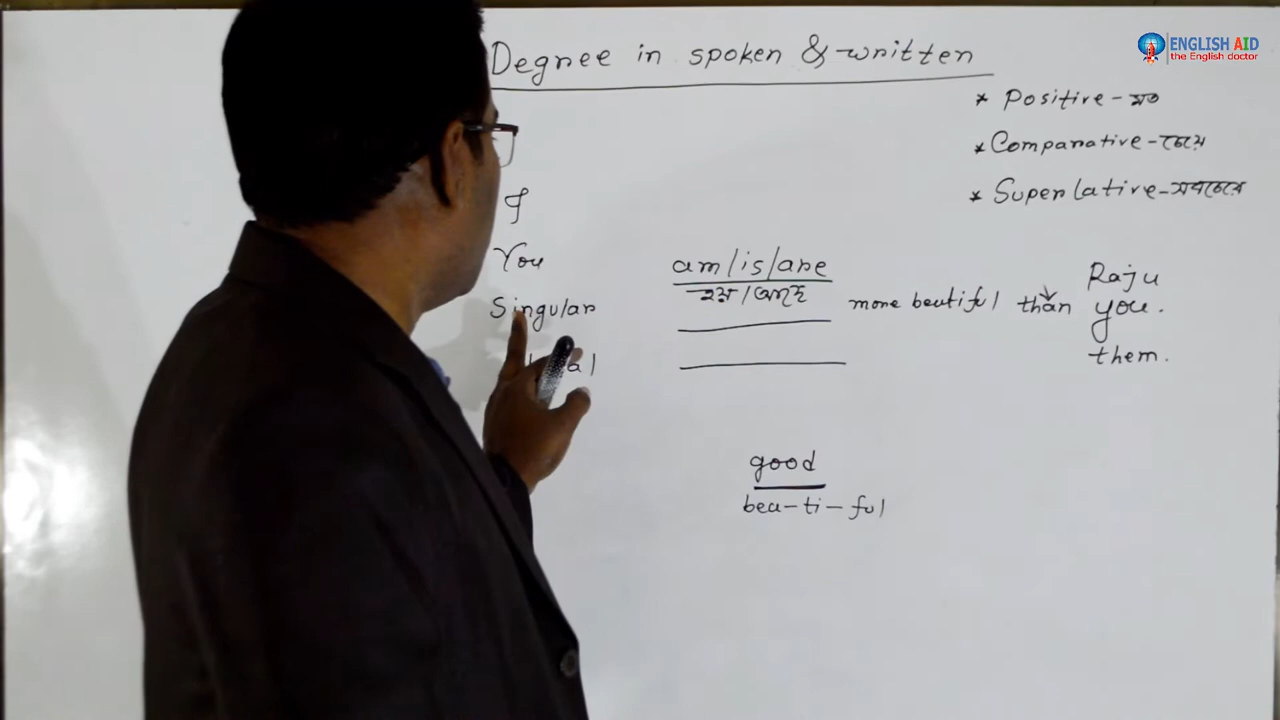 Degree in spoken & written
ENGLISH AID
the English doctor
* Positive - মত
* Comparative - চেয়ে
* Superlative - সবচেয়ে
I
You
Singular
am/is/are
হয়/আছে
more beautiful than
Raju
you.
them.
good
bea-ti-ful